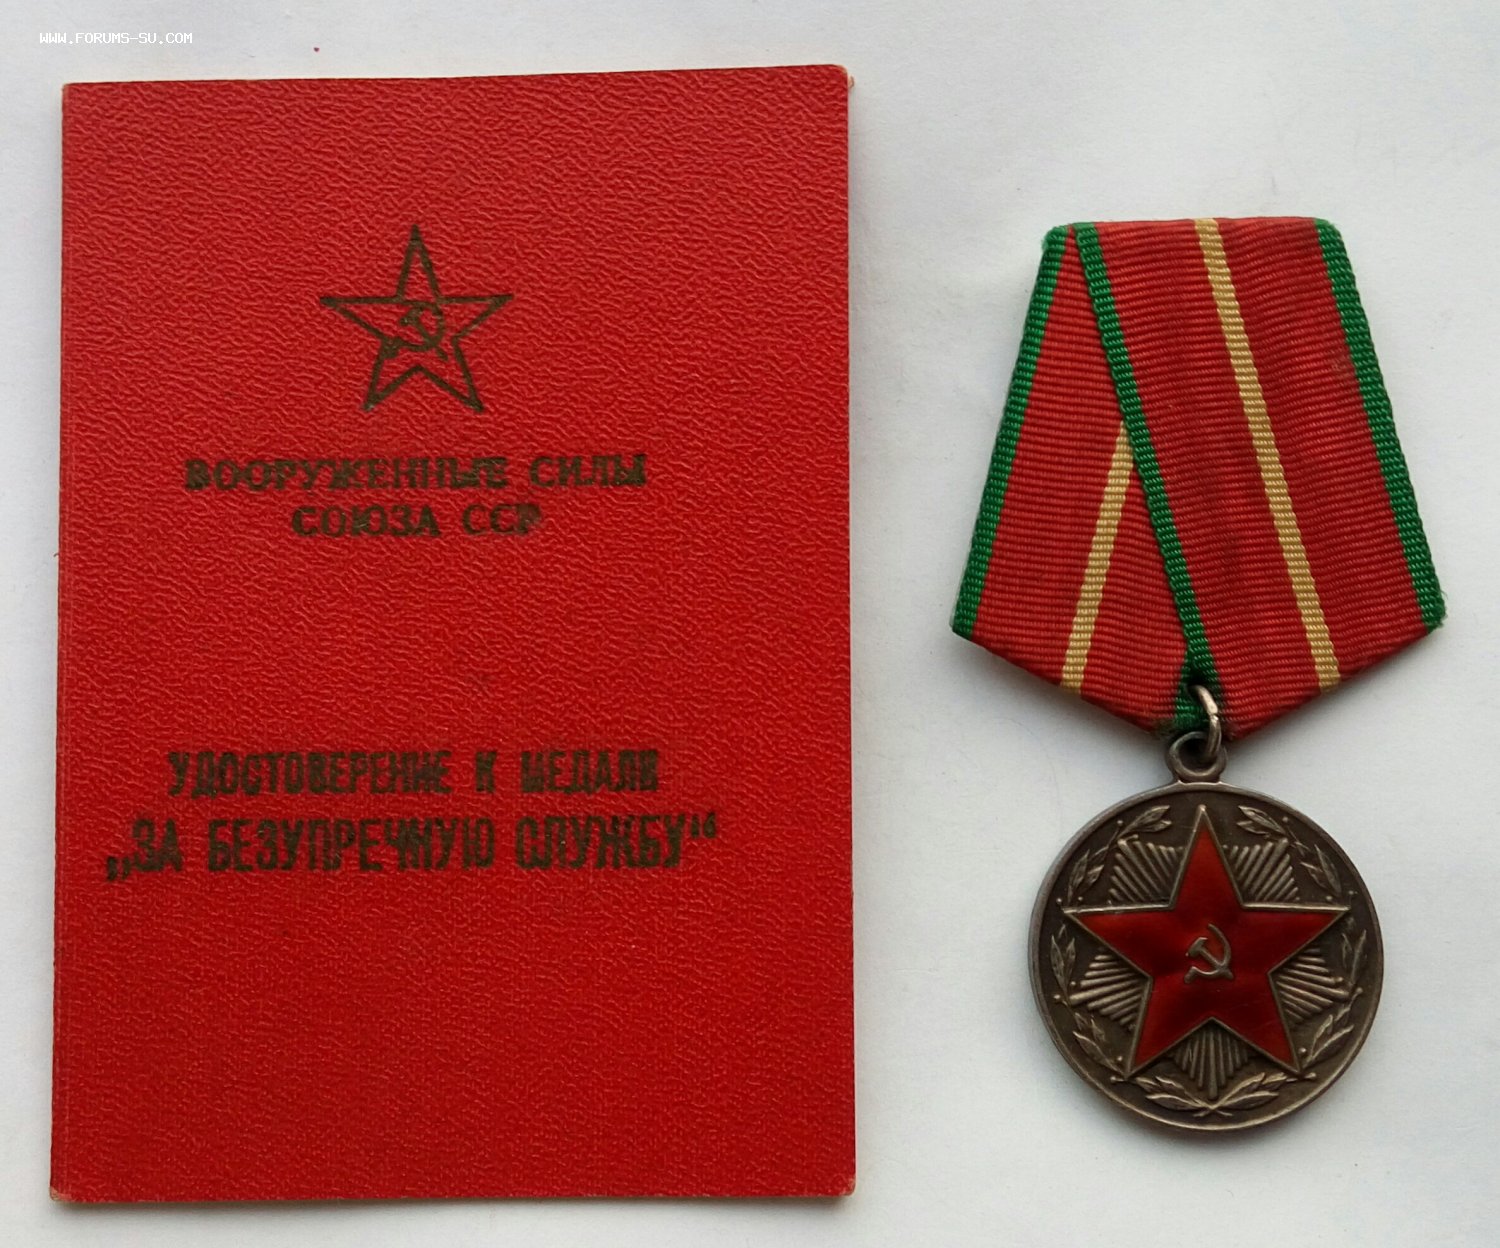 WWW.FORUMS-SU.COM
ВООРУЖЕННЫЕ СИЛЫ
СОЮЗА ССР
УДОСТОВЕРЕНИЕ К МЕДАЛИ
„ЗА БЕЗУПРЕЧНУЮ СЛУЖБУ“